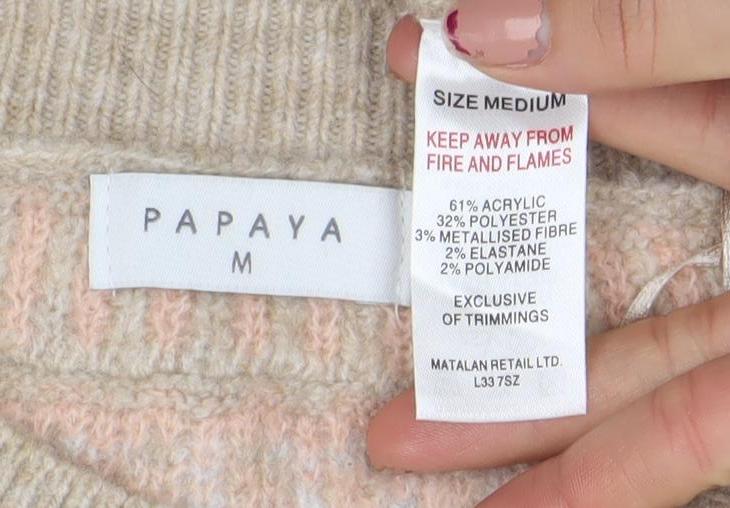 PAPAYA
M
SIZE MEDIUM
KEEP AWAY FROM
FIRE AND FLAMES
61% ACRYLIC
32% POLYESTER
3% METALLISED FIBRE
2% ELASTANE
2% POLYAMIDE
EXCLUSIVE
OF TRIMMINGS
MATALAN RETAIL LTD.
L33 7SZ